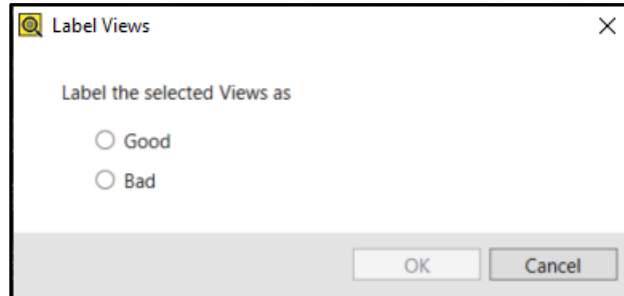 Label Views
Label the selected Views as
Good
Bad
OK Cancel